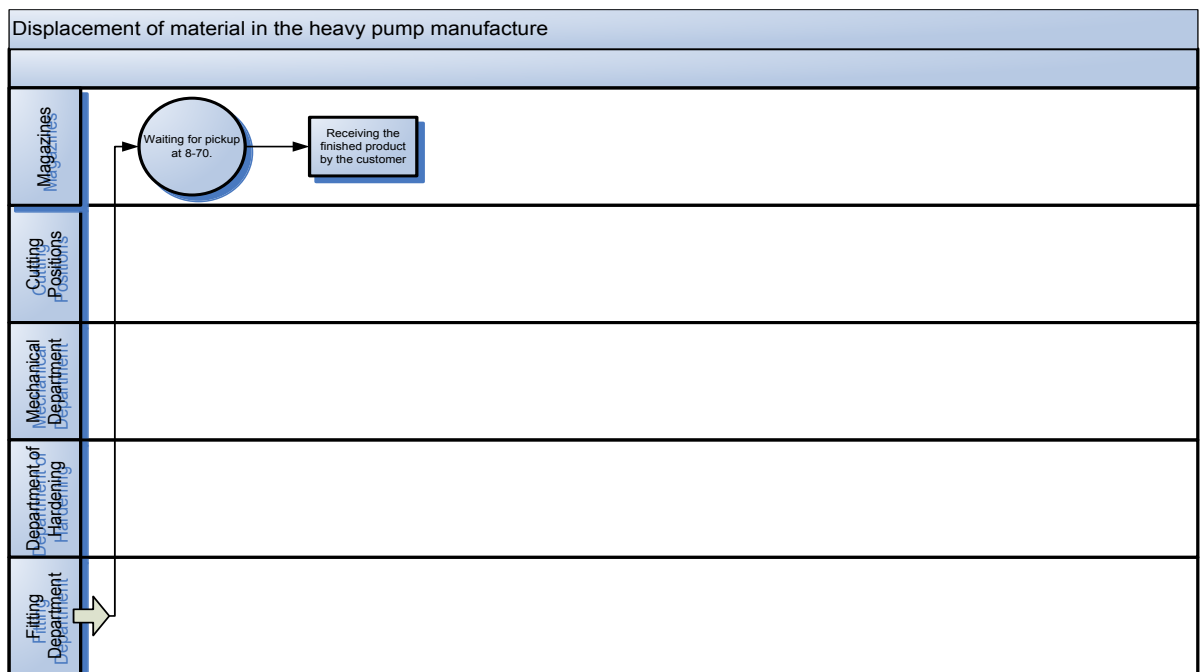 Displacement of material in the heavy pump manufacture
Magazines
Waiting for pickup
at 8-70.
Receiving the
finished product
by the customer
Cutting
Positions
Mechanical
Department
Department of
Hardening
Fitting
Department